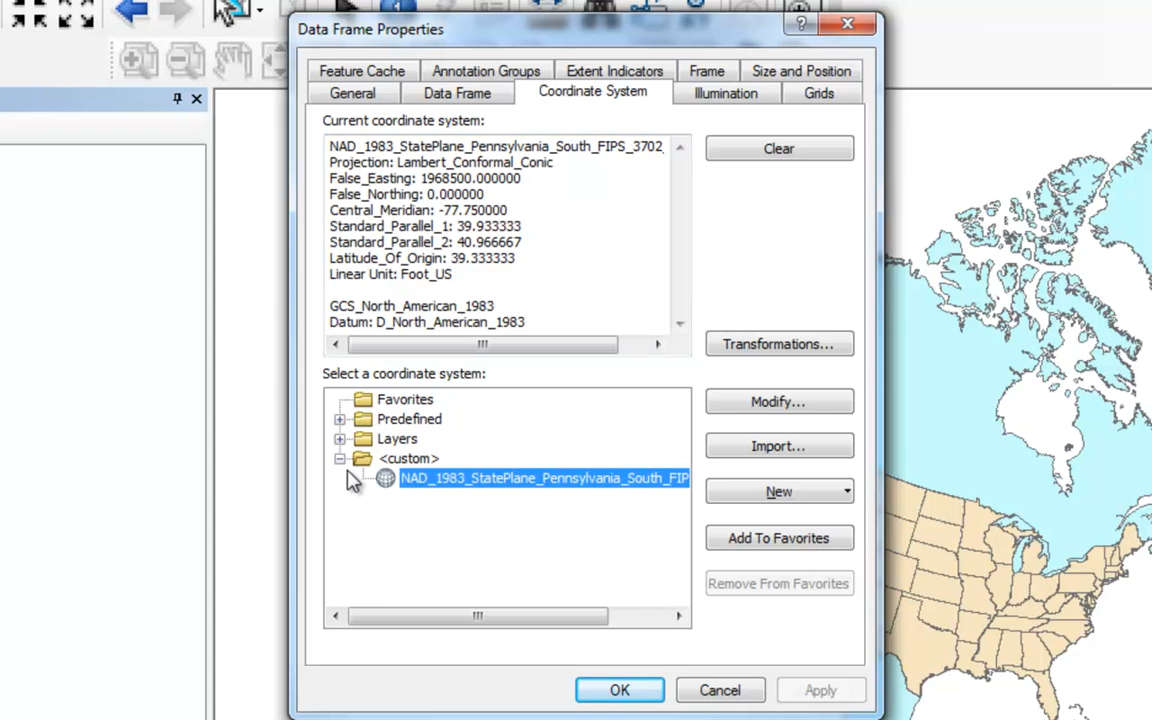 Data Frame Properties
?
Feature Cache
Annotation Groups
Extent Indicators
Frame
Size and Position
General
Data Frame
Coordinate System
Illumination
Grids
Current coordinate system:
NAD_1983_StatePlane_Pennsylvania_South_FIPS_3702_
Projection: Lambert_Conformal_Conic
False_Easting: 1968500.000000
False_Northing: 0.000000
Central_Meridian: -77.750000
Standard_Parallel_1: 39.933333
Standard_Parallel_2: 40.966667
Latitude_Of_Origin: 39.333333
Linear Unit: Foot_US
GCS_North_American_1983
Datum: D_North_American_1983
Clear
Transformations...
Select a coordinate system:
Favorites
Predefined
Layers
<custom>
NAD_1983_StatePlane_Pennsylvania_South_FIP
Modify...
Import...
New
Add To Favorites
Remove From Favorites
OK
Cancel
Apply